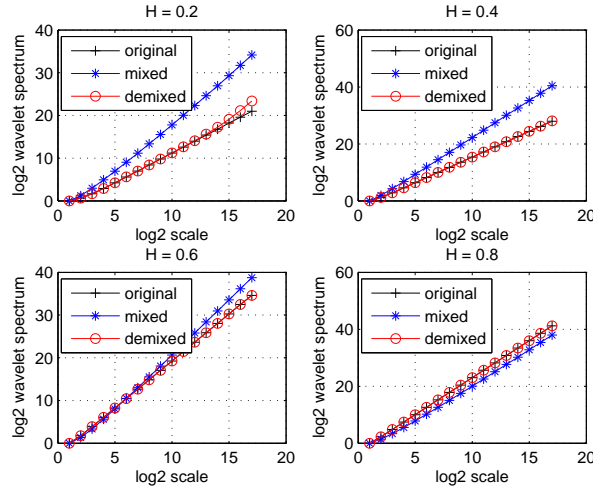 H = 0.2
40
30
20
10
0
0 5 10 15 20
log2 wavelet spectrum
log2 scale
original
mixed
demixed
H = 0.4
60
40
20
0
0 5 10 15 20
log2 wavelet spectrum
log2 scale
original
mixed
demixed
H = 0.6
40
30
20
10
0
0 5 10 15 20
log2 wavelet spectrum
log2 scale
original
mixed
demixed
H = 0.8
60
40
20
0
0 5 10 15 20
log2 wavelet spectrum
log2 scale
original
mixed
demixed